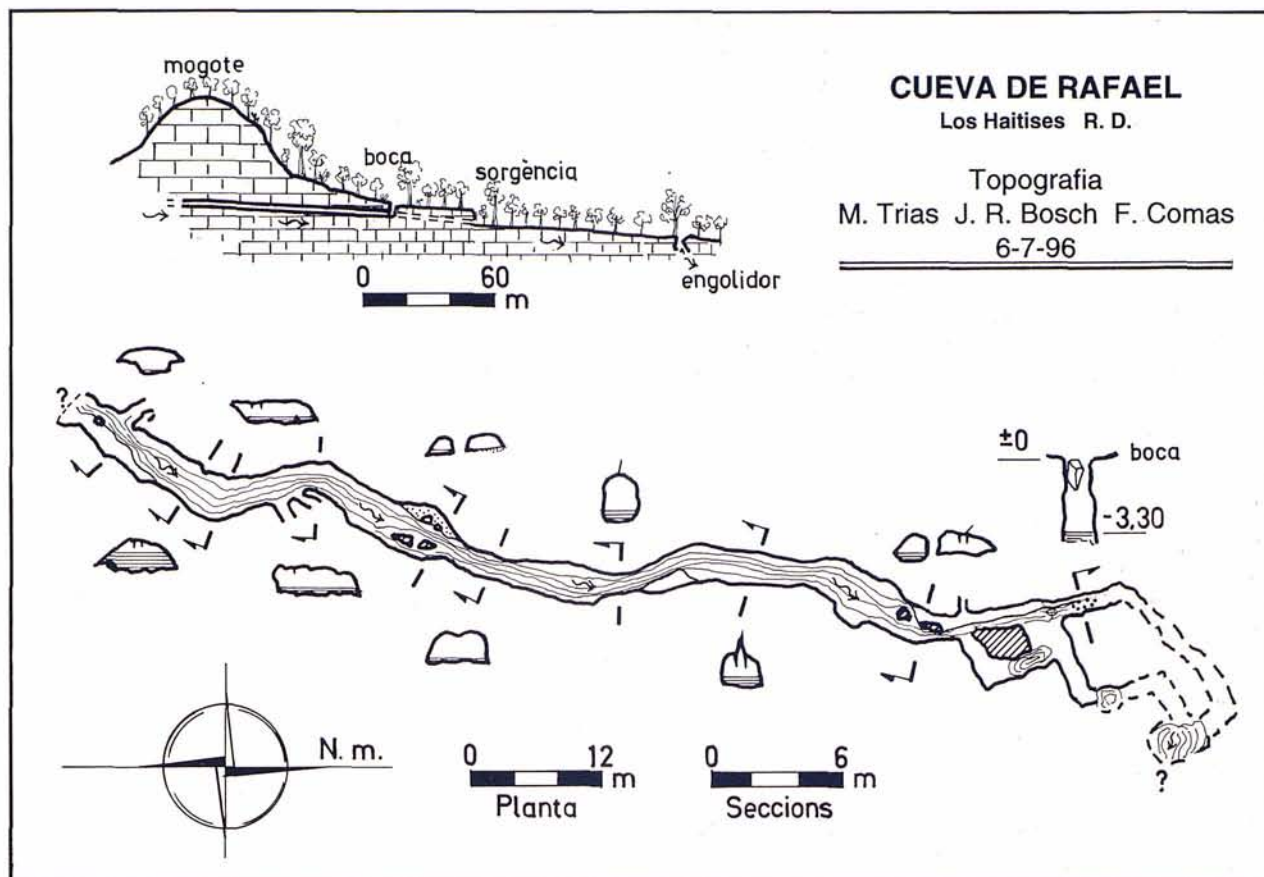 mogote
boca
sorgència
engolidor
0 60
m
CUEVA DE RAFAEL
Los Haitises R. D.
Topografia
M. Trias J. R. Bosch F. Comas
6-7-96
?
±0
boca
-3,30
?
N. m.
0 12
m
Planta
0 6
m
Seccions